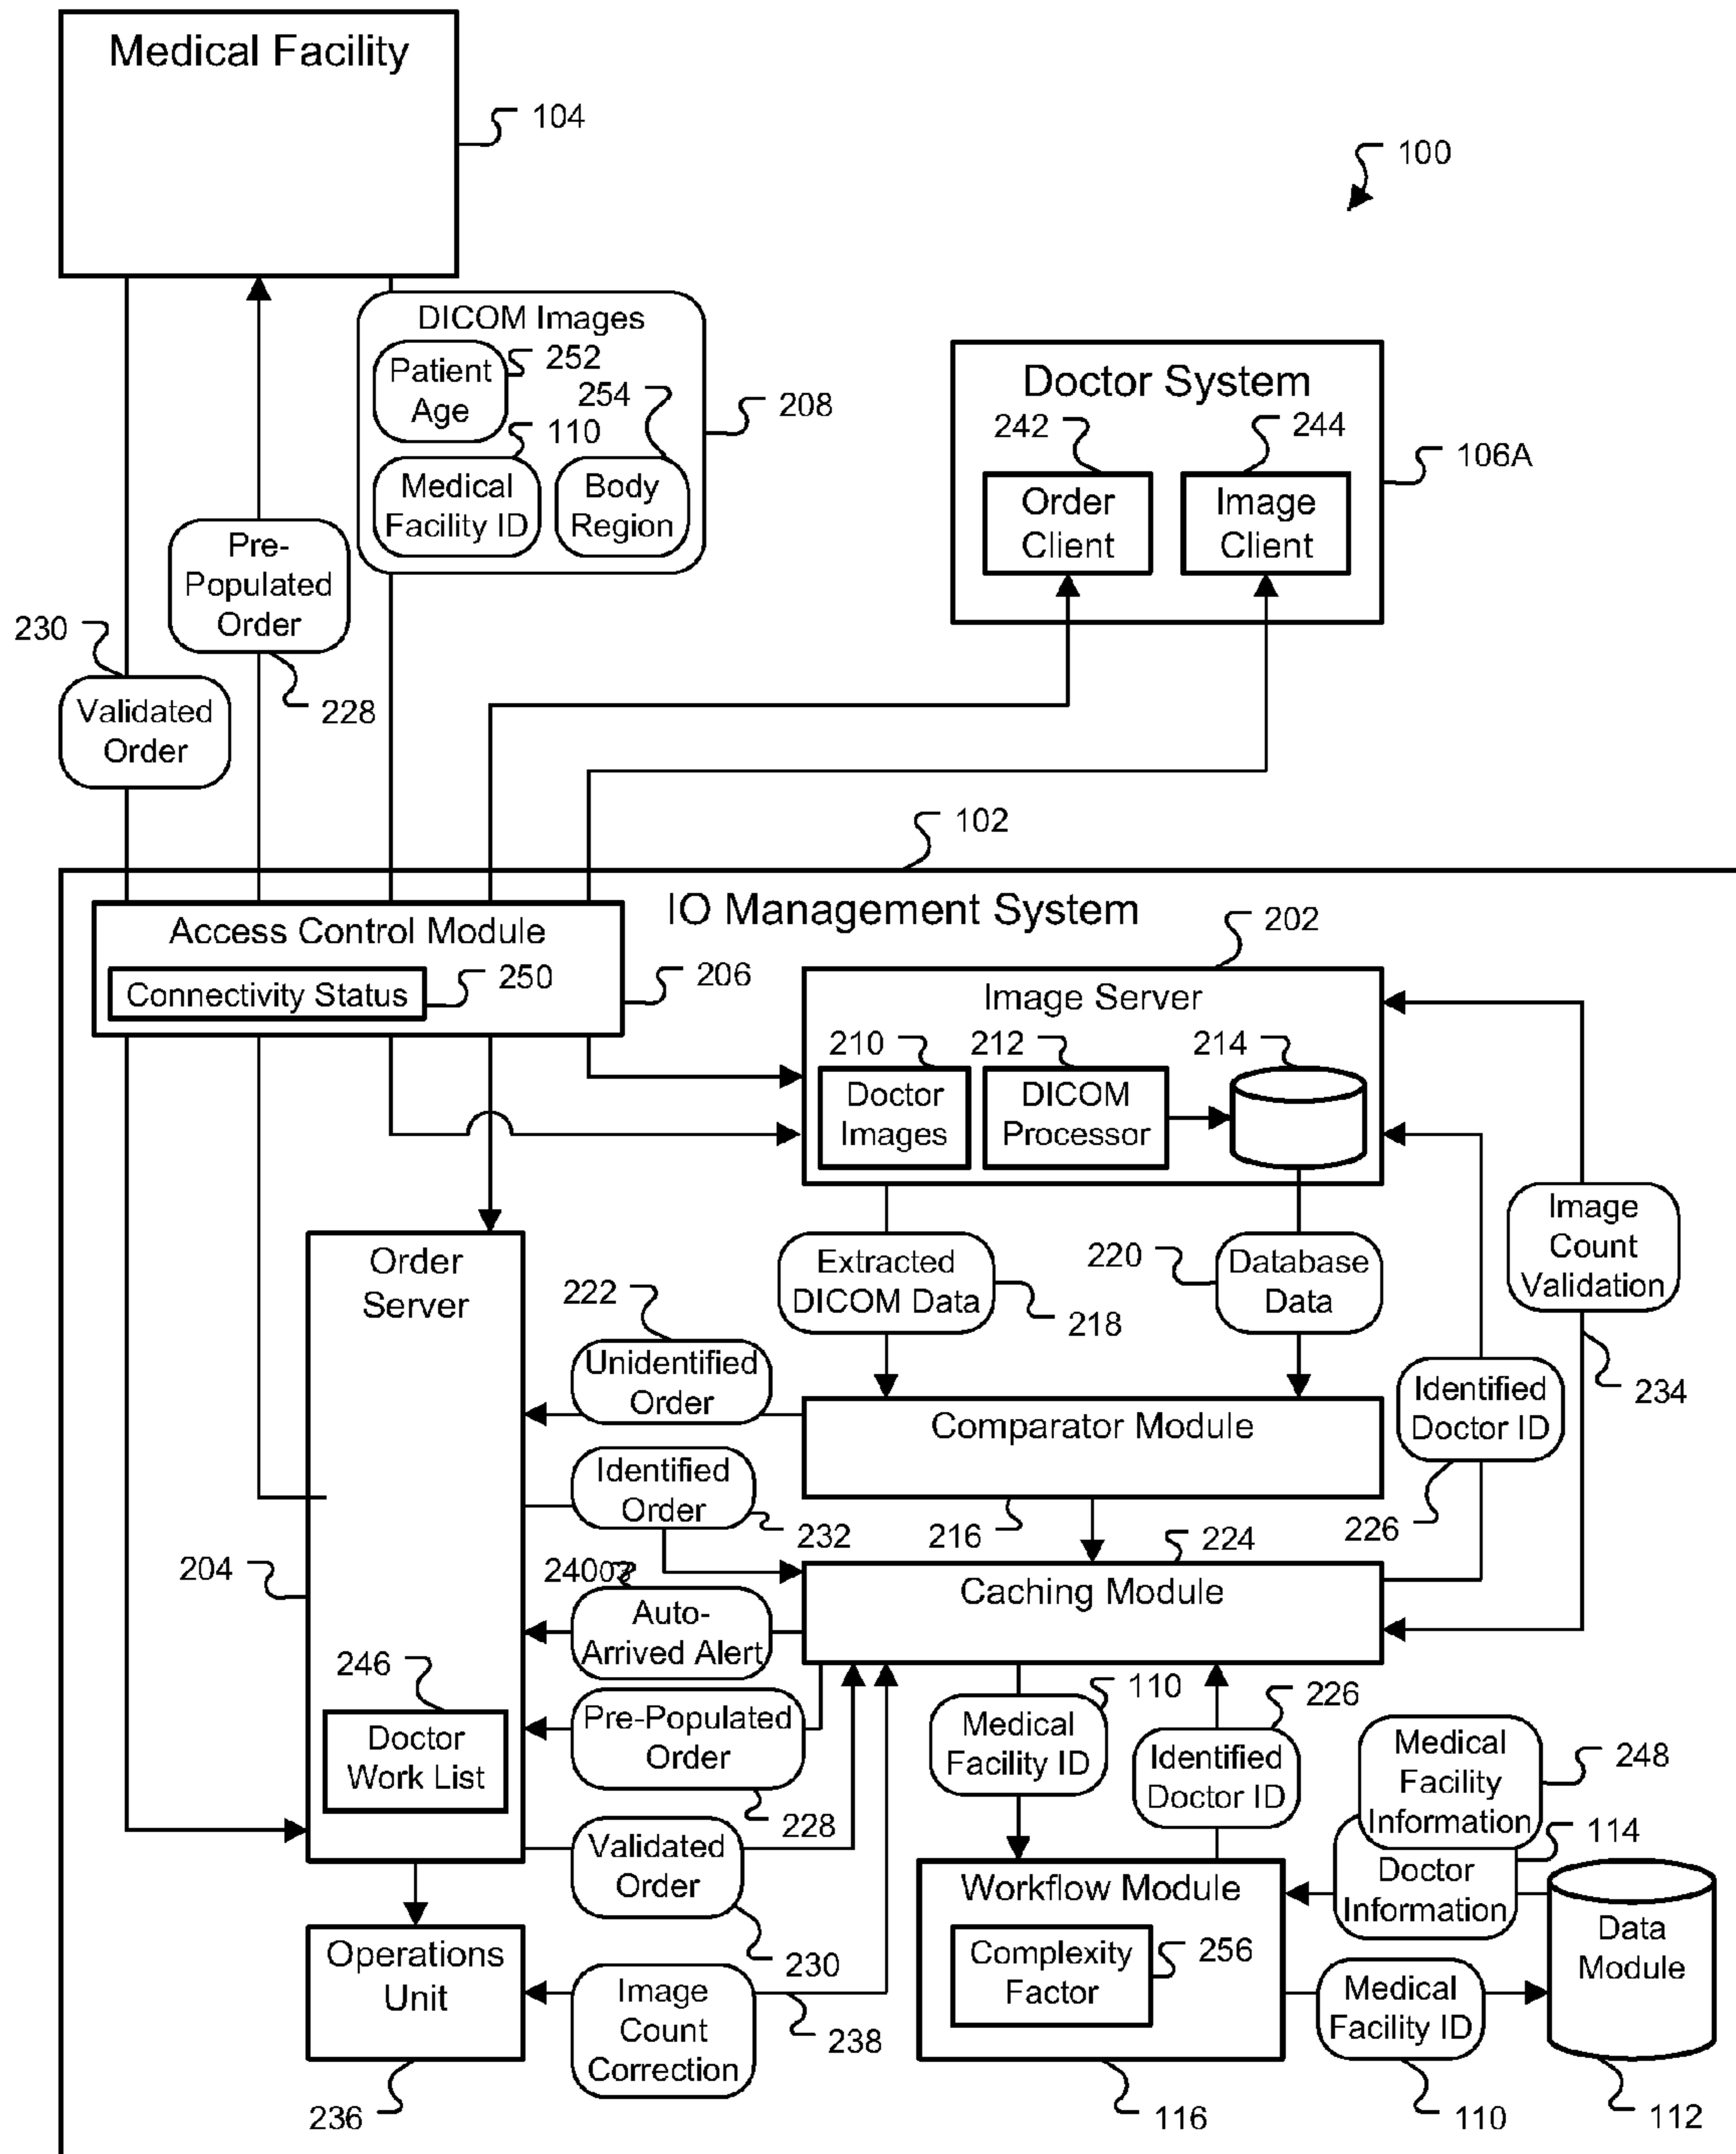 Medical Facility
104
100
DICOM Images
Patient
Age
252
254
208
110
Medical
Facility ID
Body
Region
Doctor System
242
244
106A
Order
Client
Image
Client
Pre-
Populated
Order
228
230
Validated
Order
102
IO Management System
Access Control Module
Connectivity Status
250
206
202
Image Server
210
212
214
Doctor
Images
DICOM
Processor
Order
Server
Extracted
DICOM Data
218
220
Database
Data
Image
Count
Validation
234
222
Unidentified
Order
Comparator Module
216
Identified
Doctor ID
226
Identified
Order
232
204
224
Caching Module
Auto-
Arrived Alert
246
Doctor
Work List
Pre-Populated
Order
228
110
Medical
Facility ID
226
Identified
Doctor ID
Medical
Facility
Information
248
114
Doctor
Information
Validated
Order
230
Workflow Module
Complexity
Factor
256
Data
Module
Operations
Unit
Image
Count
Correction
238
Medical
Facility ID
236
116
110
112